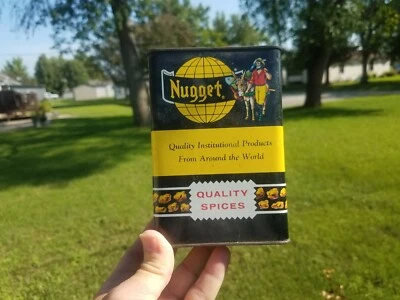 Nugget
Quality Institutional Products
From Around the World
QUALITY
SPICES